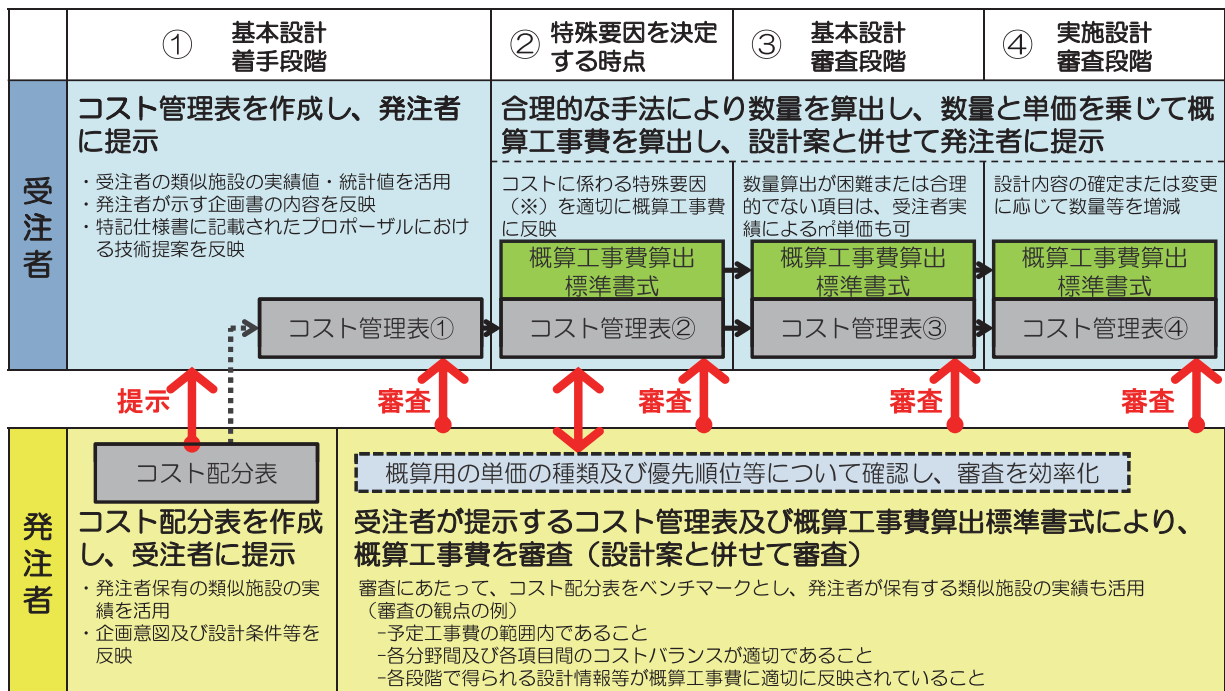 ① 基本設計
着手段階
② 特殊要因を決定
する時点
③ 基本設計
審査段階
④ 実施設計
審査段階
受注者
コスト管理表を作成し、発注者
に提示
・受注者の類似施設の実績値・統計値を活用
・発注者が示す企画書の内容を反映
・特記仕様書に記載されたプロポーザルにおけ
る技術提案を反映
合理的な手法により数量を算出し、数量と単価を乗じて概
算工事費を算出し、設計案と併せて発注者に提示
コストに係わる特殊要因
（※）を適切に概算工事費
に反映
数量算出が困難または合理
的でない項目は、受注者実
績による㎡単価も可
設計内容の確定または変更
に応じて数量等を増減
概算工事費算出
標準書式
概算工事費算出
標準書式
概算工事費算出
標準書式
コスト管理表①
コスト管理表②
コスト管理表③
コスト管理表④
提示
審査
審査
審査
審査
発注者
コスト配分表
コスト配分表を作成
し、受注者に提示
・発注者保有の類似施設の実
績を活用
・企画意図及び設計条件等を
反映
概算用の単価の種類及び優先順位等について確認し、審査を効率化
受注者が提示するコスト管理表及び概算工事費算出標準書式により、
概算工事費を審査（設計案と併せて審査）
審査にあたって、コスト配分表をベンチマークとし、発注者が保有する類似施設の実績も活用
（審査の観点の例）
-予定工事費の範囲内であること
-各分野間及び各項目間のコストバランスが適切であること
-各段階で得られる設計情報等が概算工事費に適切に反映されていること